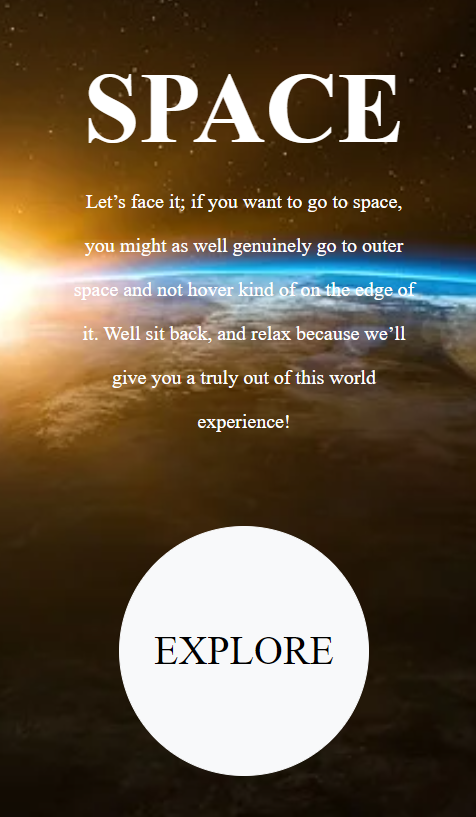 SPACE
Let’s face it; if you want to go to space,
you might as well genuinely go to outer
space and not hover kind of on the edge of
it. Well sit back, and relax because we’ll
give you a truly out of this world
experience!
EXPLORE